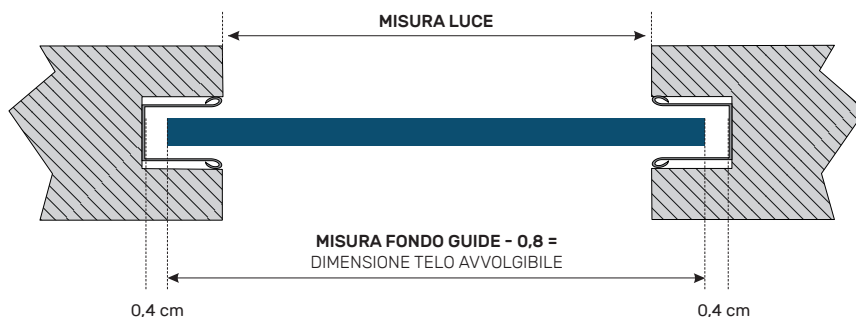 MISURA LUCE
MISURA FONDO GUIDE - 0,8 =
DIMENSIONE TELO AVVOLGIBILE
0,4 cm
0,4 cm